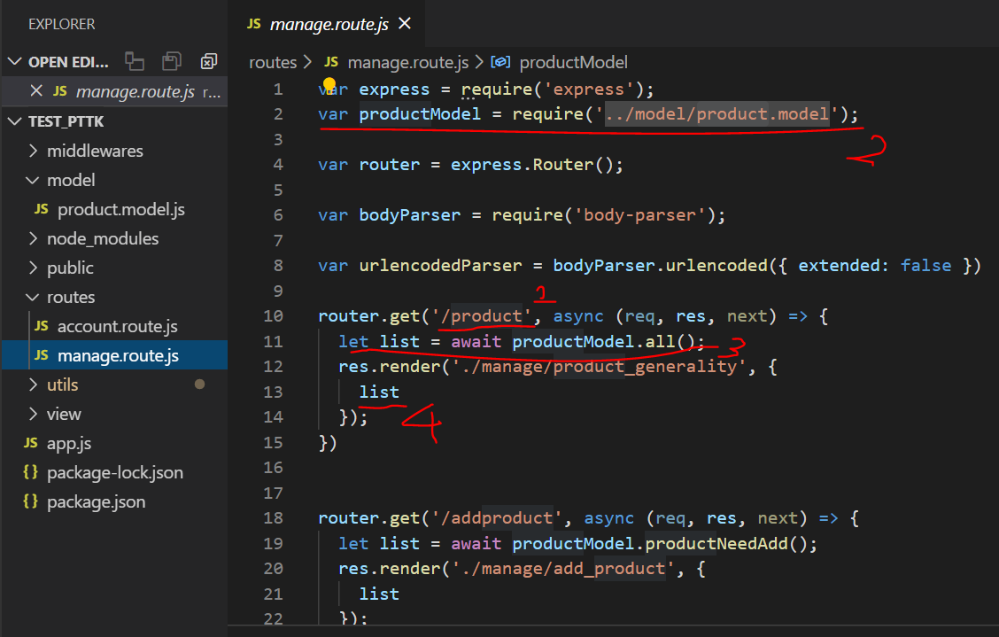 EXPLORER
JS manage.route.js ×
OPEN EDI...
× JS manage.route.js r...
TEST_PTTK
middlewares
model
JS product.model.js
node_modules
public
routes
JS account.route.js
JS manage.route.js
utils
view
JS app.js
{} package-lock.json
{} package.json
routes > JS manage.route.js > productModel
1 var express = require('express');
2 var productModel = require('../model/product.model');
2
3
4 var router = express.Router();
5
6 var bodyParser = require('body-parser');
7
8 var urlencodedParser = bodyParser.urlencoded({ extended: false })
9
1
10 router.get('/product', async (req, res, next) => {
11 let list = await productModel.all();
3
12 res.render('./manage/product_generality', {
13 list
4
14 });
15 })
16
17
18 router.get('/addproduct', async (req, res, next) => {
19 let list = await productModel.productNeedAdd();
20 res.render('./manage/add_product', {
21 list
22 });